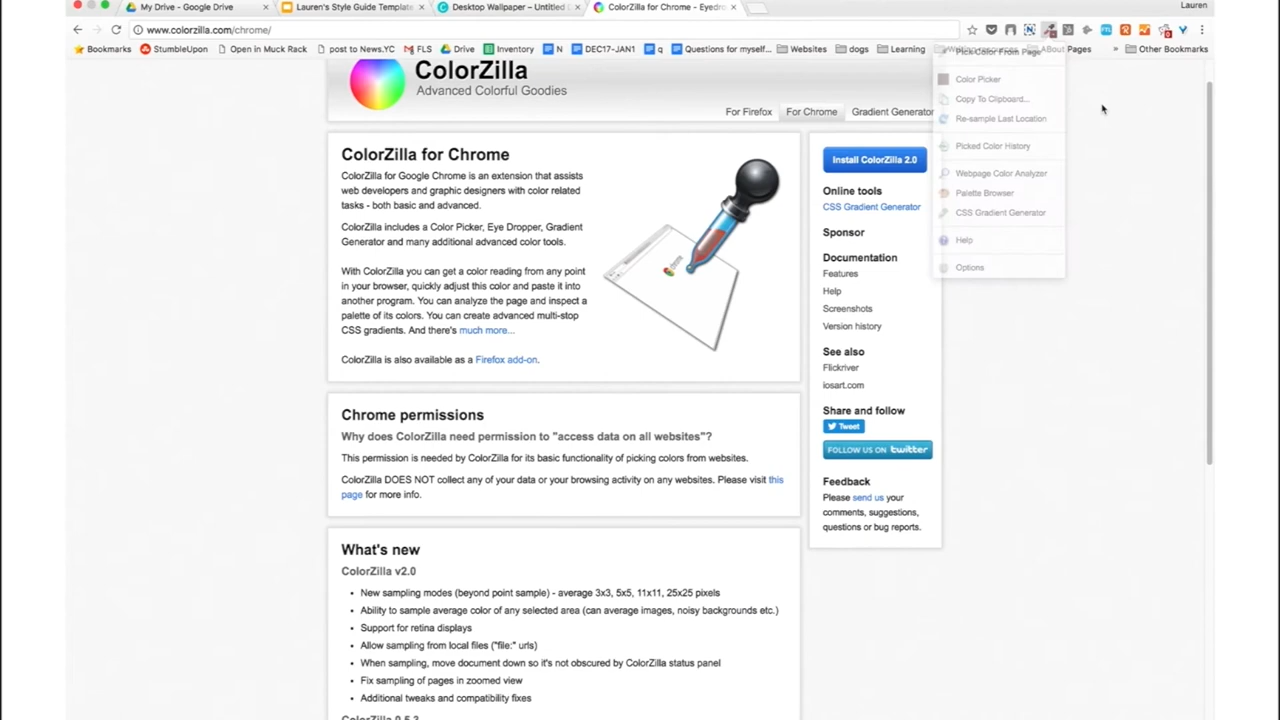 My Drive - Google Drive
Lauren's Style Guide Template
Desktop Wallpaper – Untitled
ColorZilla for Chrome - Eyedro
Lauren
www.colorzilla.com/chrome/
Bookmarks
StumbleUpon
Open in Muck Rack
post to News.YC
FLS
Drive
Inventory
N
DEC17-JAN1
q
Questions for myself...
Websites
dogs
Learning
ABout Pages
»
Other Bookmarks
ColorZilla
Advanced Colorful Goodies
For Firefox
For Chrome
Gradient Generator
Pick Color From Page
Color Picker
Copy To Clipboard...
Re-sample Last Location
Picked Color History
Webpage Color Analyzer
Palette Browser
CSS Gradient Generator
Help
Options
ColorZilla for Chrome
ColorZilla for Google Chrome is an extension that assists
web developers and graphic designers with color related
tasks - both basic and advanced.
ColorZilla includes a Color Picker, Eye Dropper, Gradient
Generator and many additional advanced color tools.
With ColorZilla you can get a color reading from any point
in your browser, quickly adjust this color and paste it into
another program. You can analyze the page and inspect a
palette of its colors. You can create advanced multi-stop
CSS gradients. And there's much more...
ColorZilla is also available as a Firefox add-on.
Install ColorZilla 2.0
Online tools
CSS Gradient Generator
Sponsor
Documentation
Features
Help
Screenshots
Version history
See also
Flickriver
iosart.com
Share and follow
Tweet
FOLLOW US ON twitter
Feedback
Please send us your
comments, suggestions,
questions or bug reports.
Chrome permissions
Why does ColorZilla need permission to "access data on all websites"?
This permission is needed by ColorZilla for its basic functionality of picking colors from websites.
ColorZilla DOES NOT collect any of your data or your browsing activity on any websites. Please visit this
page for more info.
What's new
ColorZilla v2.0
• New sampling modes (beyond point sample) - average 3x3, 5x5, 11x11, 25x25 pixels
• Ability to sample average color of any selected area (can average images, noisy backgrounds etc.)
• Support for retina displays
• Allow sampling from local files ("file:" urls)
• When sampling, move document down so it's not obscured by ColorZilla status panel
• Fix sampling of pages in zoomed view
• Additional tweaks and compatibility fixes